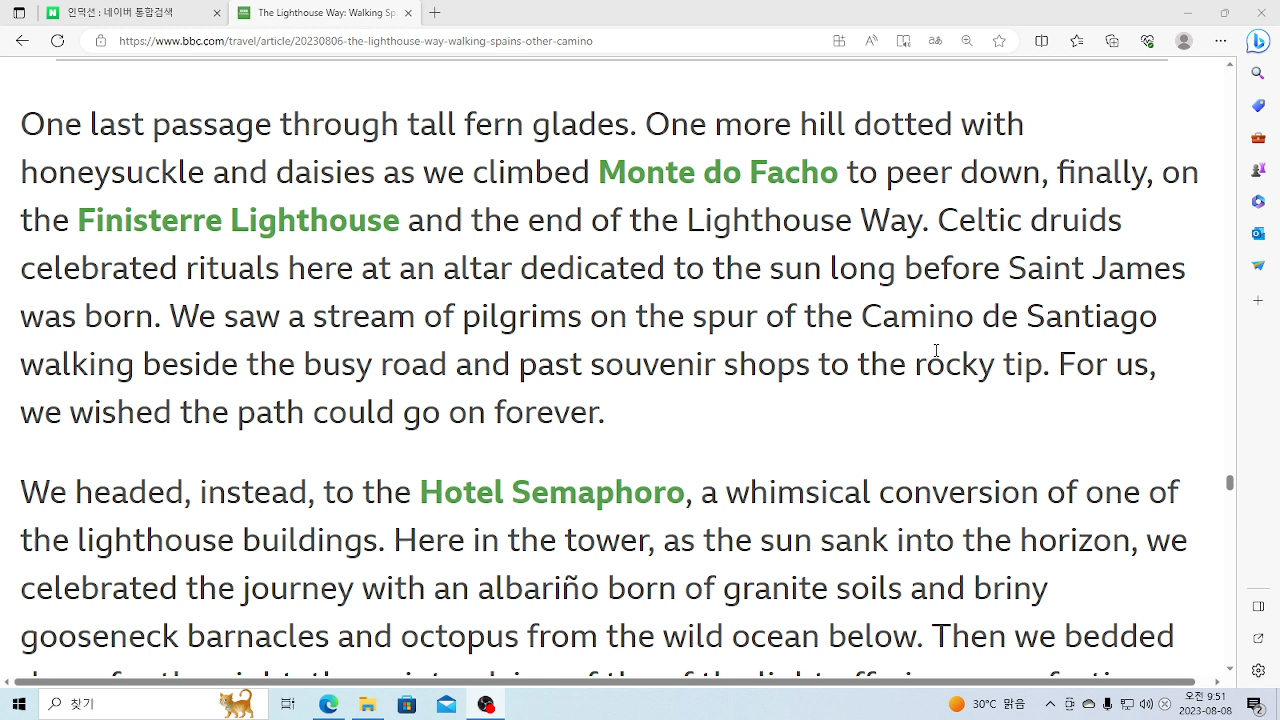 언덕선 : 네이버 통합검색
The Lighthouse Way: Walking Sp
https://www.bbc.com/travel/article/20230806-the-lighthouse-way-walking-spains-other-camino
One last passage through tall fern glades. One more hill dotted with
honeysuckle and daisies as we climbed Monte do Facho to peer down, finally, on
the Finisterre Lighthouse and the end of the Lighthouse Way. Celtic druids
celebrated rituals here at an altar dedicated to the sun long before Saint James
was born. We saw a stream of pilgrims on the spur of the Camino de Santiago
walking beside the busy road and past souvenir shops to the rocky tip. For us,
we wished the path could go on forever.
We headed, instead, to the Hotel Semaphoro, a whimsical conversion of one of
the lighthouse buildings. Here in the tower, as the sun sank into the horizon, we
celebrated the journey with an albariño born of granite soils and briny
gooseneck barnacles and octopus from the wild ocean below. Then we bedded
찾기
30°C 맑음
오전 9:51
2023-08-08
2